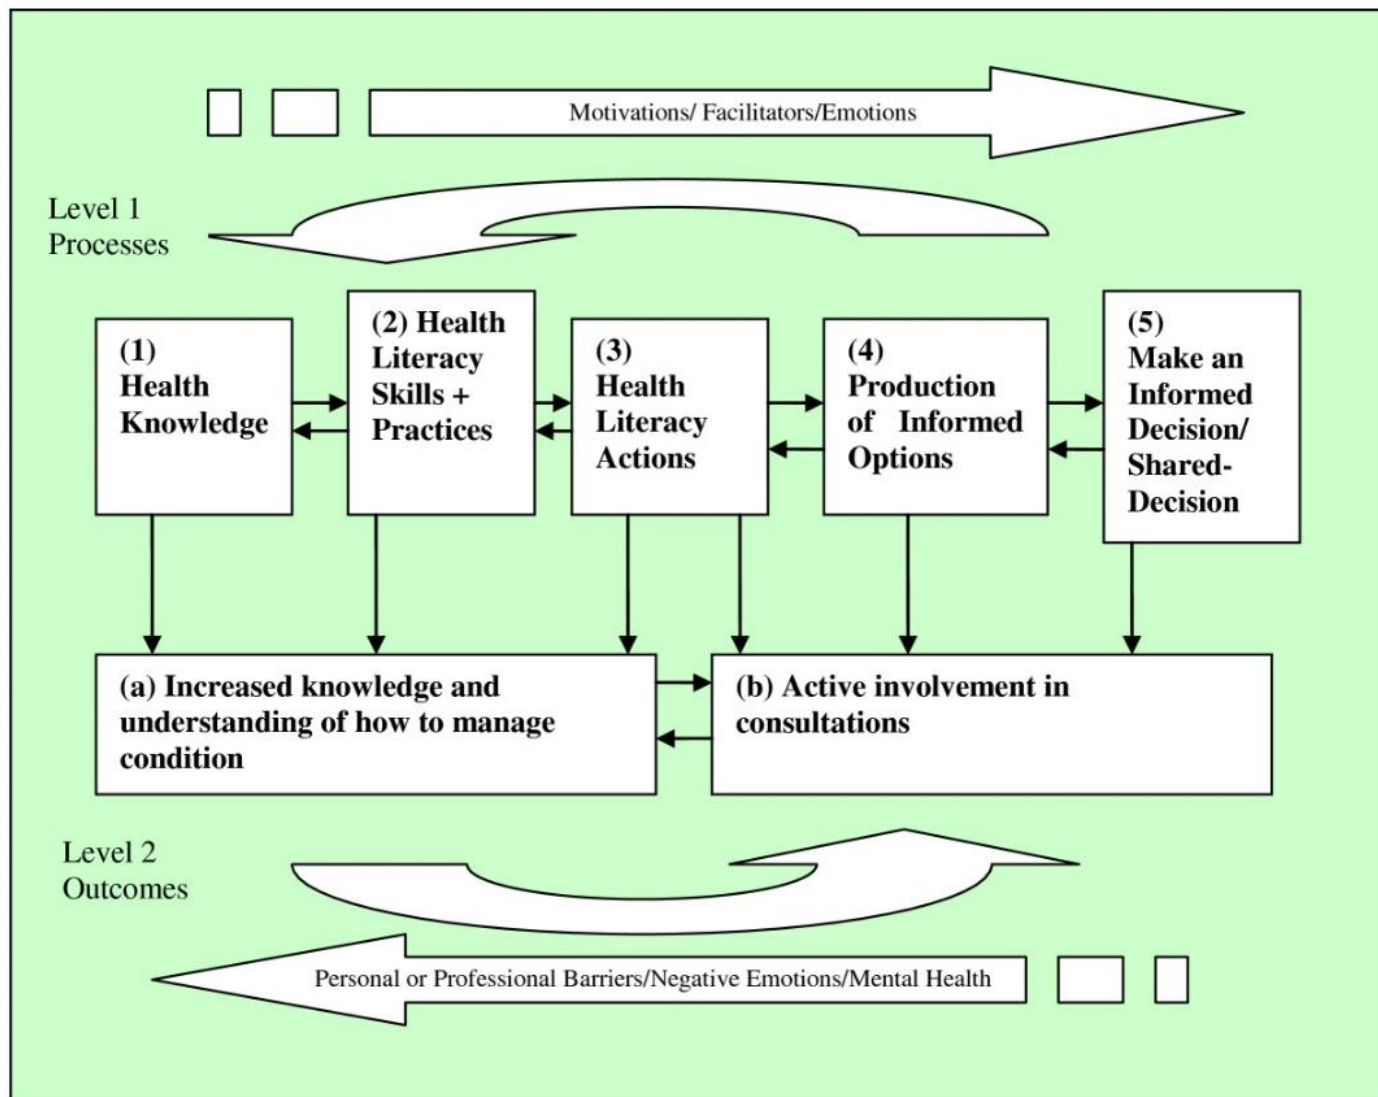 Motivations/ Facilitators/Emotions
Level 1
Processes
(1)
Health
Knowledge
(2) Health
Literacy
Skills +
Practices
(3)
Health
Literacy
Actions
(4)
Production
of Informed
Options
(5)
Make an
Informed
Decision/
Shared-
Decision
(a) Increased knowledge and
understanding of how to manage
condition
(b) Active involvement in
consultations
Level 2
Outcomes
Personal or Professional Barriers/Negative Emotions/Mental Health